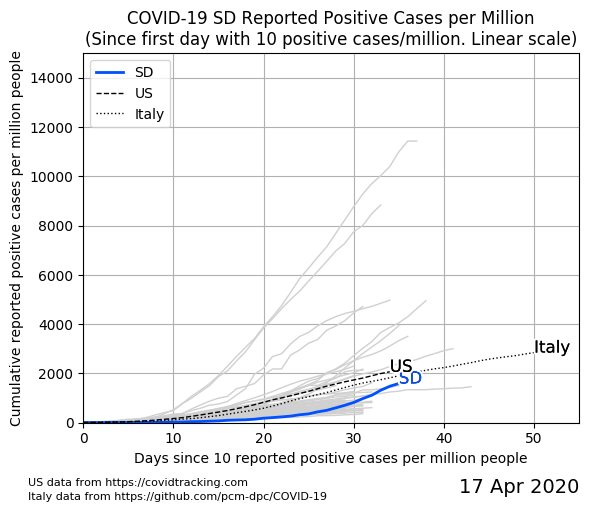 COVID-19 SD Reported Positive Cases per Million
(Since first day with 10 positive cases/million. Linear scale)
Cumulative reported positive cases per million people
14000
12000
10000
8000
6000
4000
2000
0
SD
US
Italy
US
SD
Italy
0 10 20 30 40 50
Days since 10 reported positive cases per million people
US data from https://covidtracking.com
Italy data from https://github.com/pcm-dpc/COVID-19
17 Apr 2020